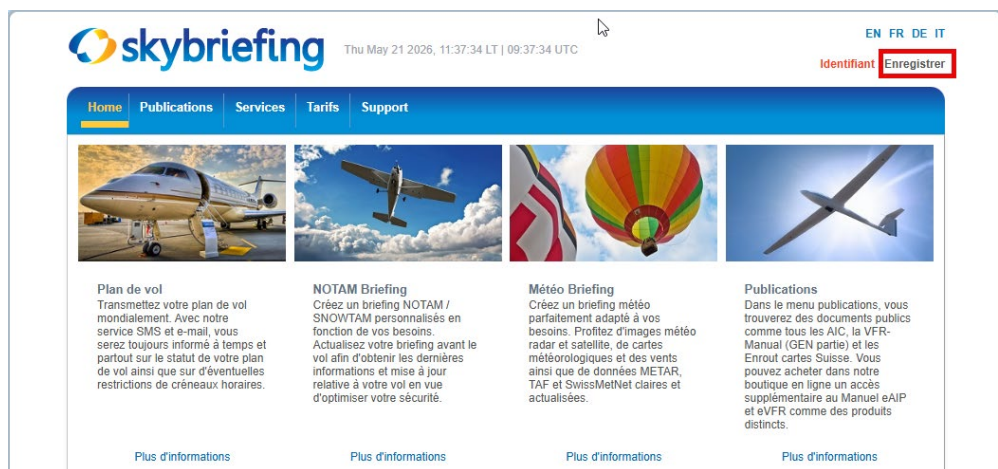 skybriefing
Thu May 21 2026, 11:37:34 LT | 09:37:34 UTC
EN FR DE IT
Identifiant Enregistrer
Home Publications Services Tarifs Support
Plan de vol
Transmettez votre plan de vol
mondialement. Avec notre
service SMS et e-mail, vous
serez toujours informé à temps et
partout sur le statut de votre plan
de vol ainsi que sur d'éventuelles
restrictions de créneaux horaires.
Plus d'informations
NOTAM Briefing
Créez un briefing NOTAM /
SNOWTAM personnalisés en
fonction de vos besoins.
Actualisez votre briefing avant le
vol afin d'obtenir les dernières
informations et mise à jour
relative à votre vol en vue
d'optimiser votre sécurité.
Plus d'informations
Météo Briefing
Créez un briefing météo
parfaitement adapté à vos
besoins. Profitez d'images météo
radar et satellite, de cartes
météorologiques et des vents
ainsi que de données METAR,
TAF et SwissMetNet claires et
actualisées.
Plus d'informations
Publications
Dans le menu publications, vous
trouverez des documents publics
comme tous les AIC, la VFR-
Manual (GEN partie) et les
Enrout cartes Suisse. Vous
pouvez acheter dans notre
boutique en ligne un accès
supplémentaire au Manuel eAIP
et eVFR comme des produits
distincts.
Plus d'informations